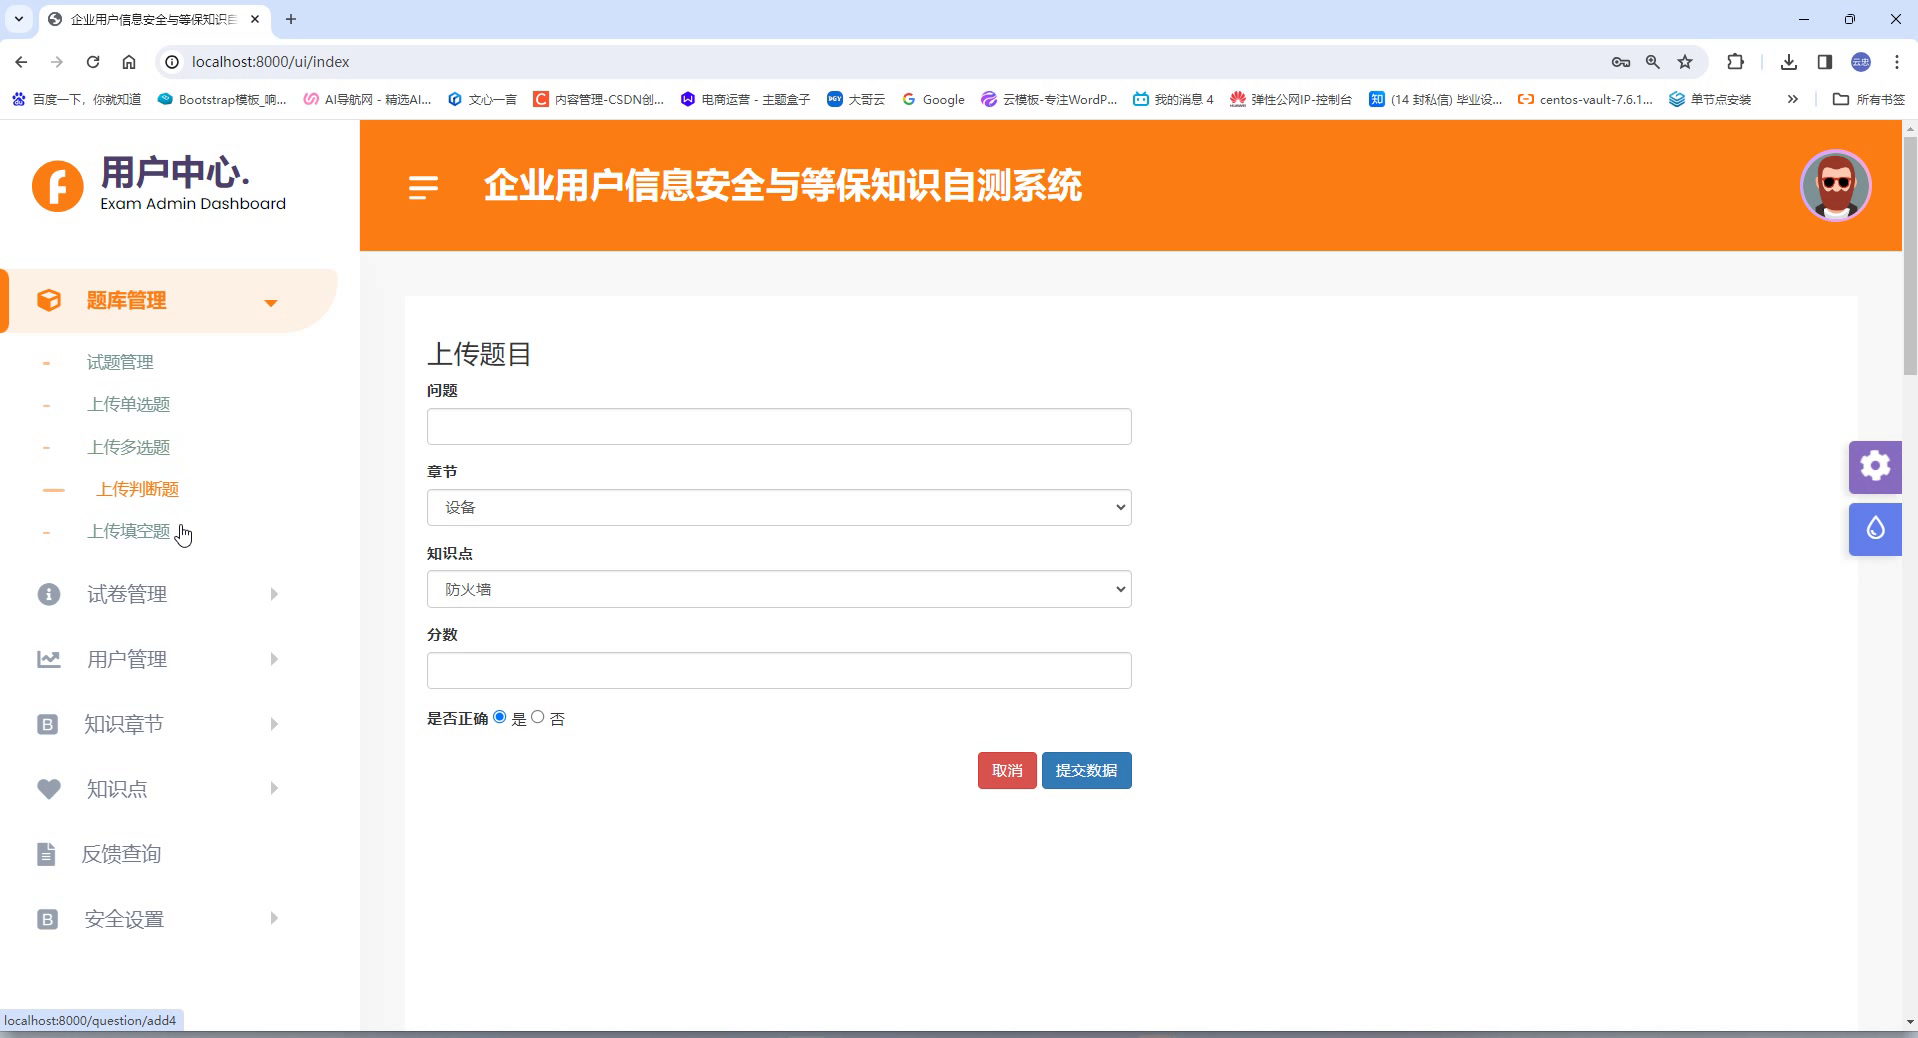 企业用户信息安全与等保知识自
localhost:8000/ui/index
云忠
百度一下，你就知道
Bootstrap模板_响...
AI导航网 - 精选AI...
文心一言
内容管理-CSDN创...
电商运营 - 主题盒子
大哥云
Google
云模板-专注WordP...
我的消息 4
弹性公网IP-控制台
(14 封私信) 毕业设...
centos-vault-7.6.1...
单节点安装
所有书签
用户中心.
Exam Admin Dashboard
企业用户信息安全与等保知识自测系统
题库管理
试题管理
上传单选题
上传多选题
上传判断题
上传填空题
试卷管理
用户管理
知识章节
知识点
反馈查询
安全设置
上传题目
问题
章节
设备
知识点
防火墙
分数
是否正确 是 否
取消 提交数据
localhost:8000/question/add4